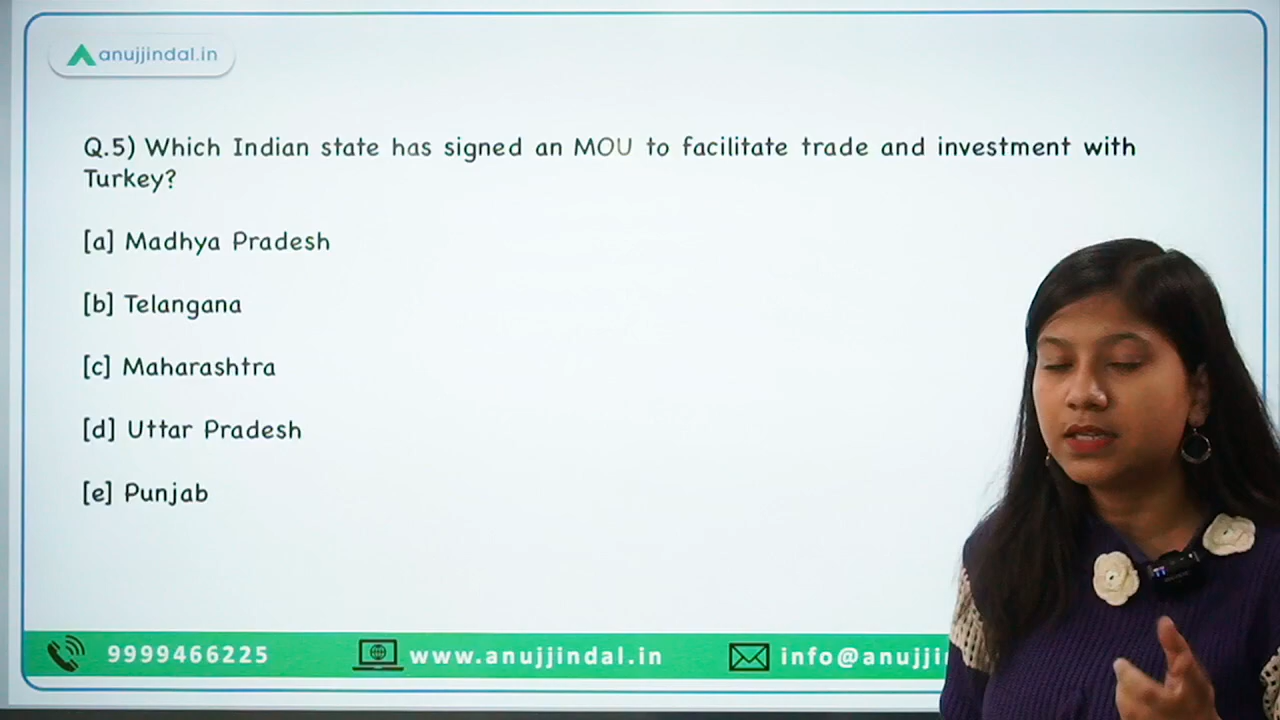 anujjindal.in
Q.5) Which Indian state has signed an MOU to facilitate trade and investment with
Turkey?
[a] Madhya Pradesh
[b] Telangana
[c] Maharashtra
[d] Uttar Pradesh
[e] Punjab
9999466225 www.anujjindal.in info@anujji